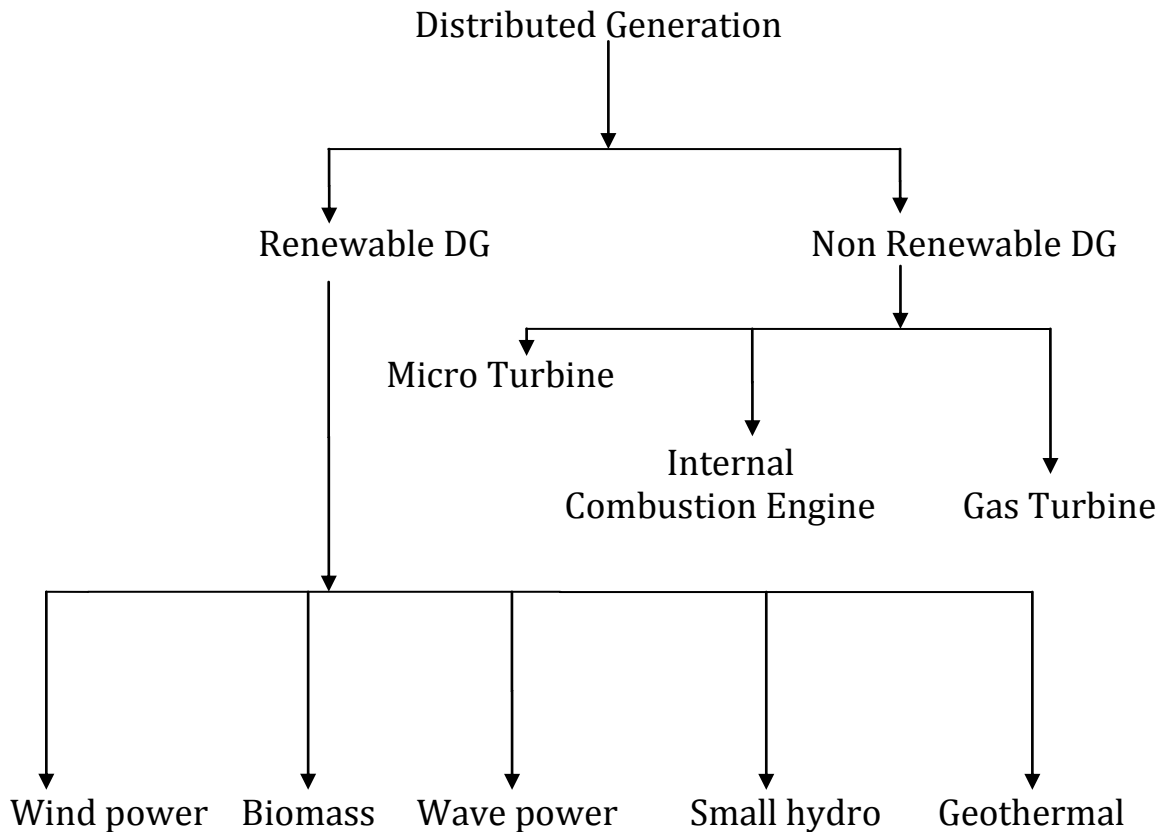 Distributed Generation
Renewable DG
Non Renewable DG
Micro Turbine
Internal
Combustion Engine
Gas Turbine
Wind power
Biomass
Wave power
Small hydro
Geothermal